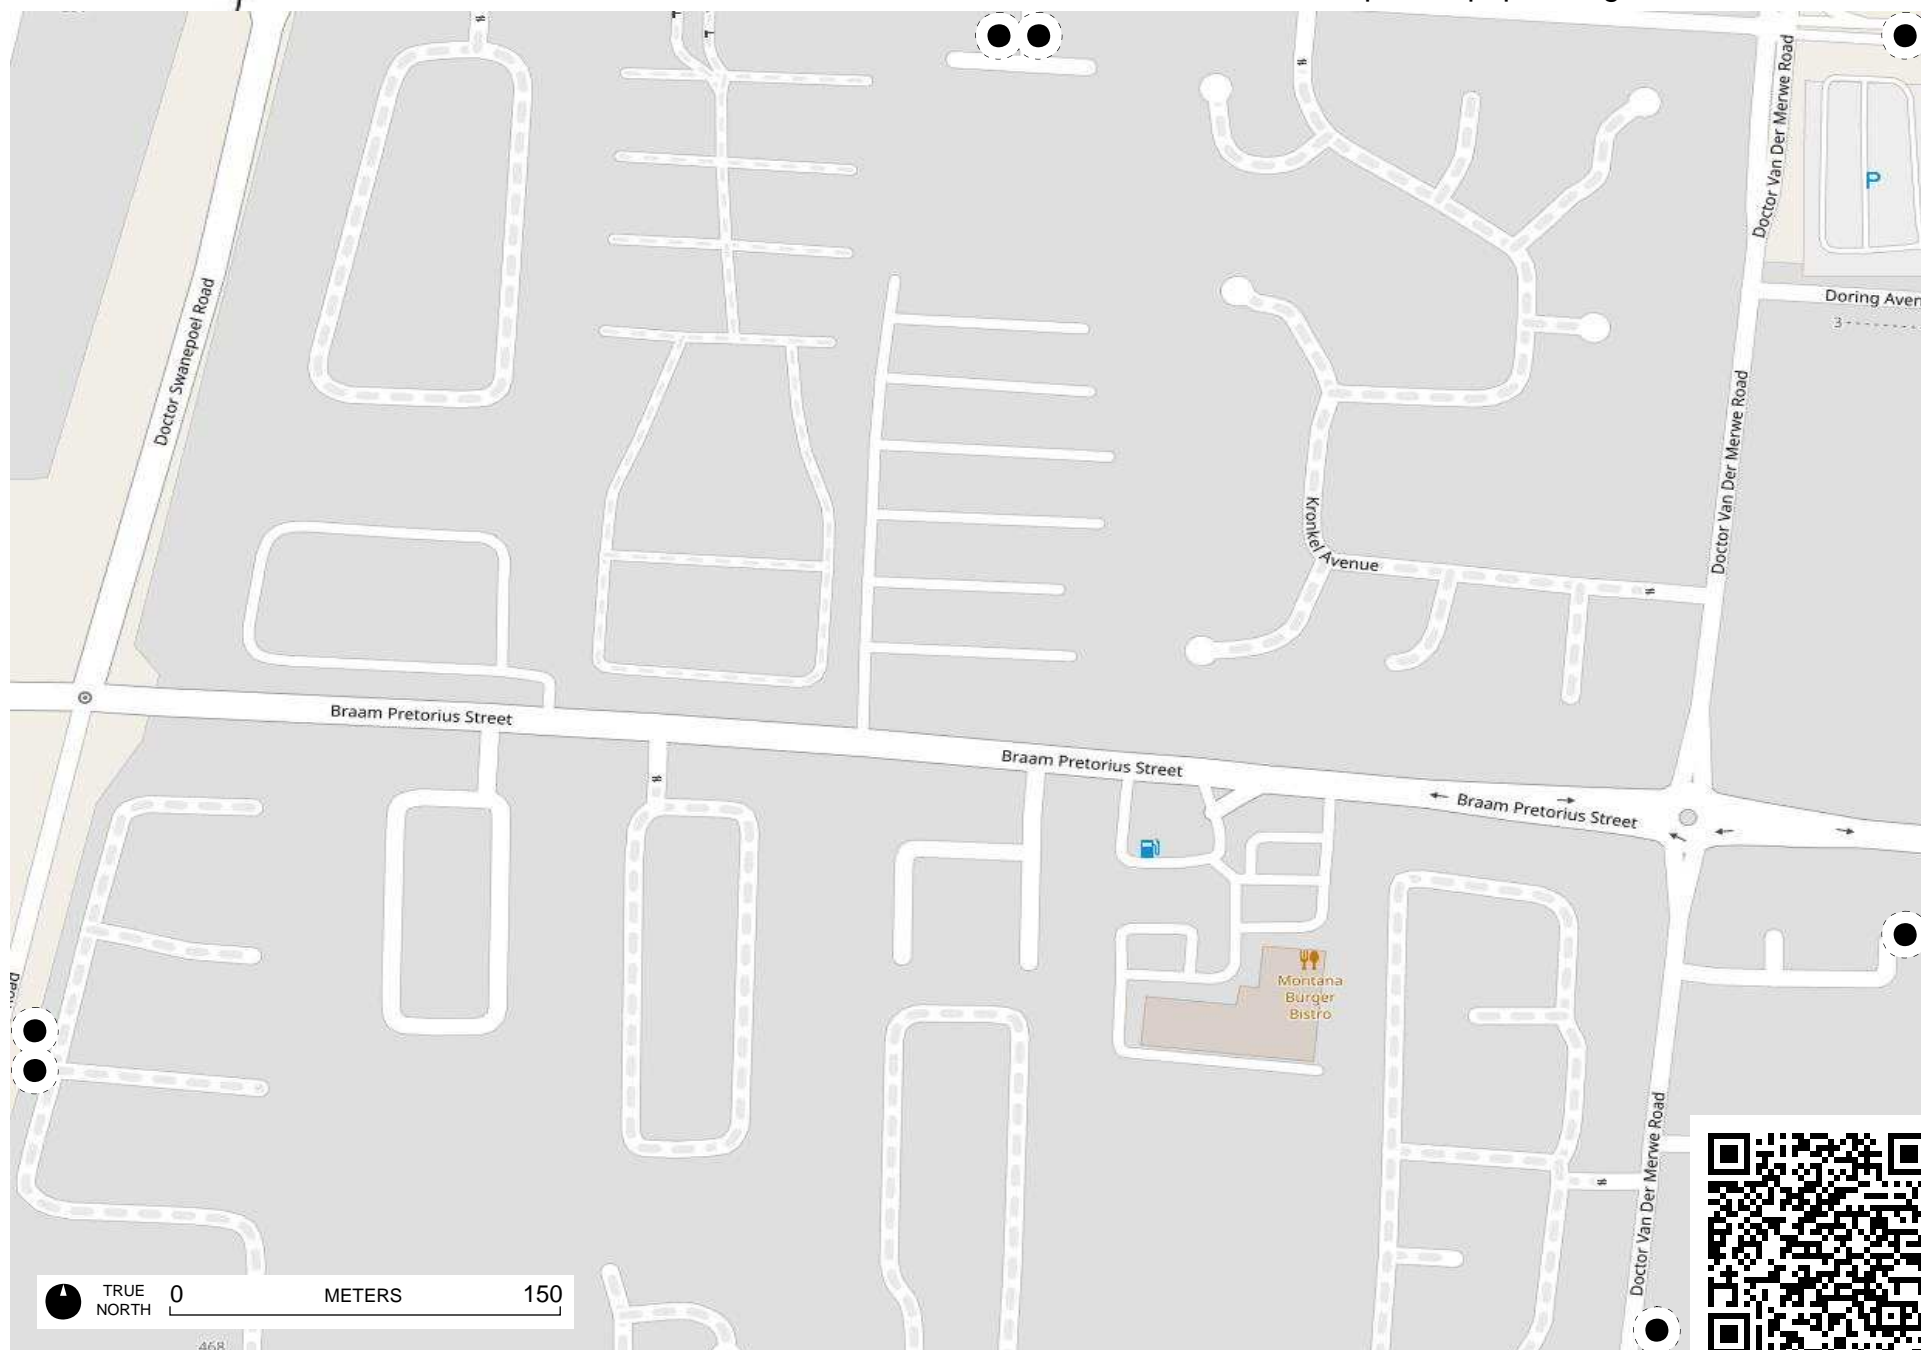 Doctor Van Der Merwe Road
P
Doctor Swanepoel Road
Doring Aven
3
Doctor Van Der Merwe Road
Kronkel Avenue
Braam Pretorius Street
Braam Pretorius Street
Braam Pretorius Street
Montana
Burger
Bistro
Doctor Van Der Merwe Road
TRUE
NORTH
0 METERS 150
468